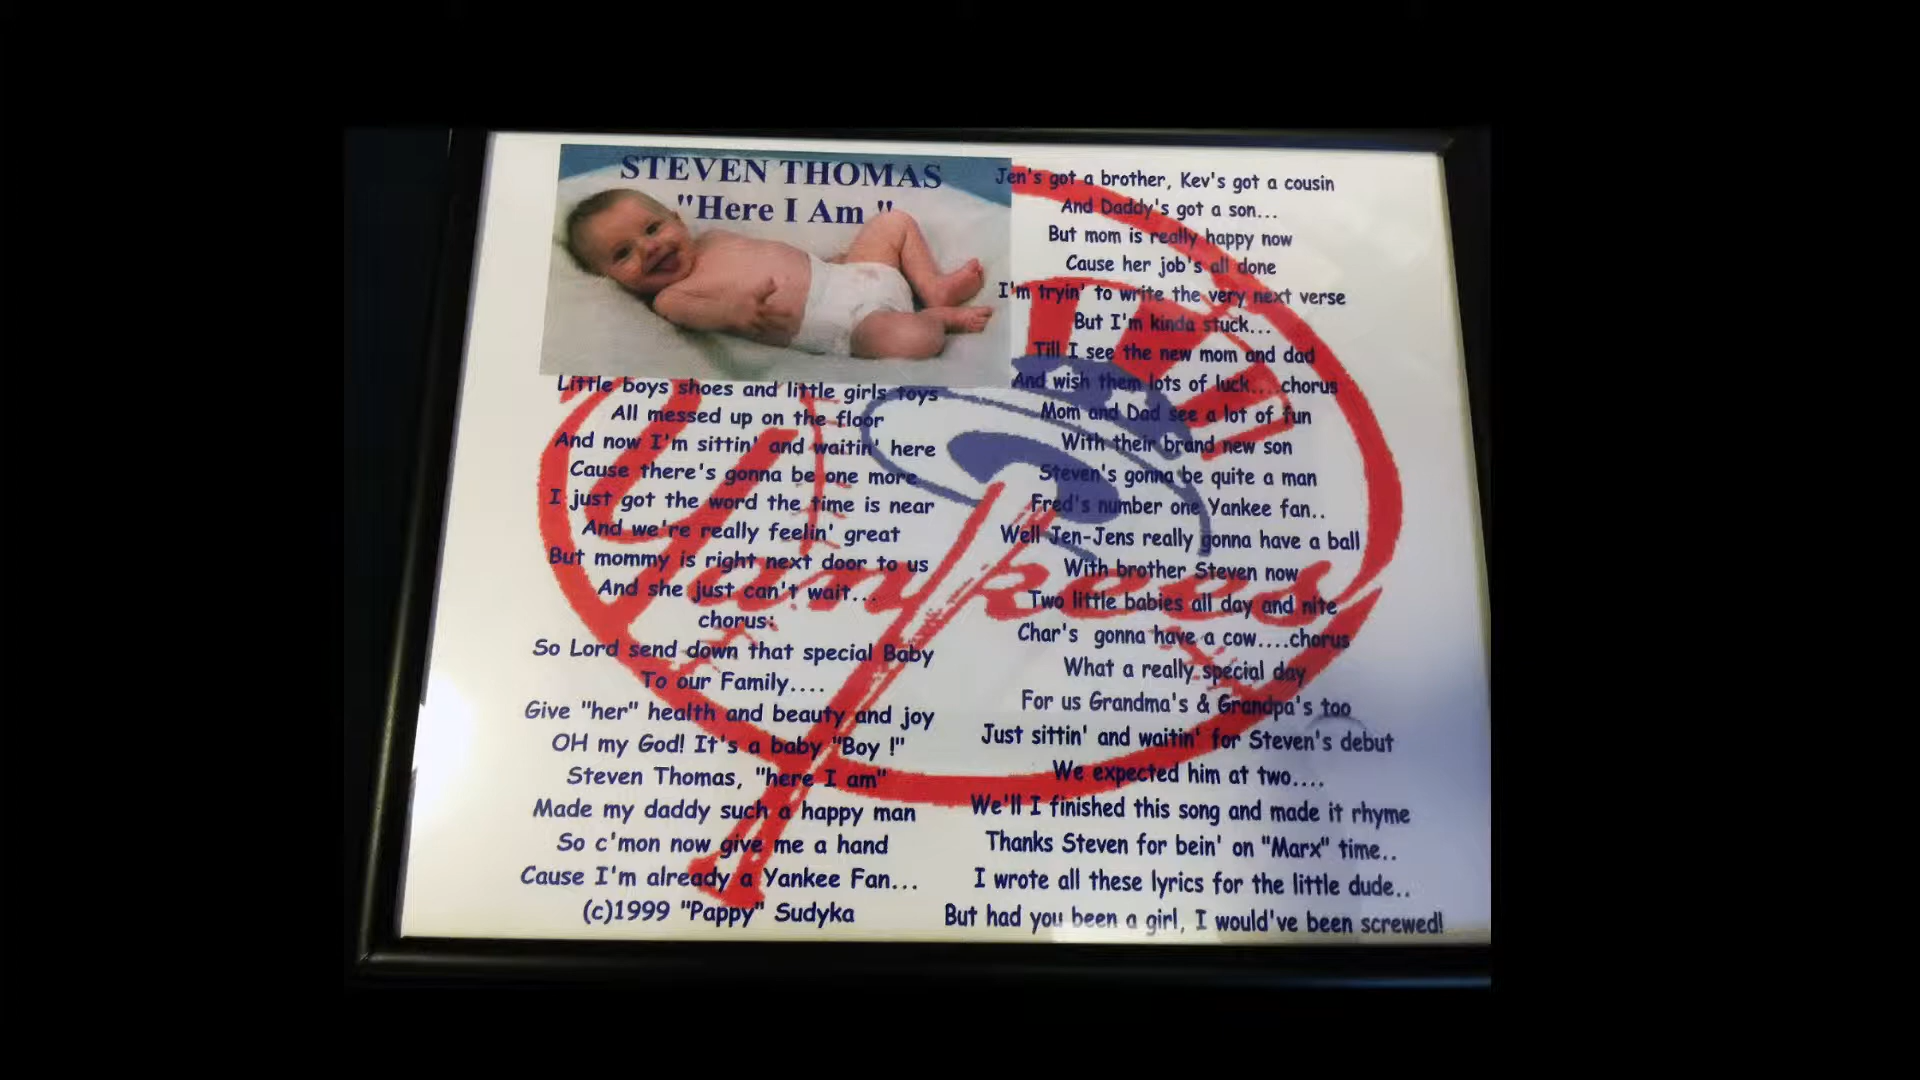 STEVEN THOMAS
"Here I Am "
Little boys shoes and little girls toys
All messed up on the floor
And now I'm sittin' and waitin' here
Cause there's gonna be one more
I just got the word the time is near
And we're really feelin' great
But mommy is right next door to us
And she just can't wait...
chorus:
So Lord send down that special Baby
To our Family....
Give "her" health and beauty and joy
OH my God! It's a baby "Boy !"
Steven Thomas, "here I am"
Made my daddy such a happy man
So c'mon now give me a hand
Cause I'm already a Yankee Fan...
(c)1999 "Pappy" Sudyka
Jen's got a brother, Kev's got a cousin
And Daddy's got a son...
But mom is really happy now
Cause her job's all done
I'm tryin' to write the very next verse
But I'm kinda stuck...
Till I see the new mom and dad
And wish them lots of luck....chorus
Mom and Dad see a lot of fun
With their brand new son
Steven's gonna be quite a man
Fred's number one Yankee fan..
Well Jen-Jens really gonna have a ball
With brother Steven now
Two little babies all day and nite
Char's gonna have a cow....chorus
What a really special day
For us Grandma's & Grandpa's too
Just sittin' and waitin' for Steven's debut
We expected him at two....
We'll I finished this song and made it rhyme
Thanks Steven for bein' on "Marx" time..
I wrote all these lyrics for the little dude..
But had you been a girl, I would've been screwed!
Yankees